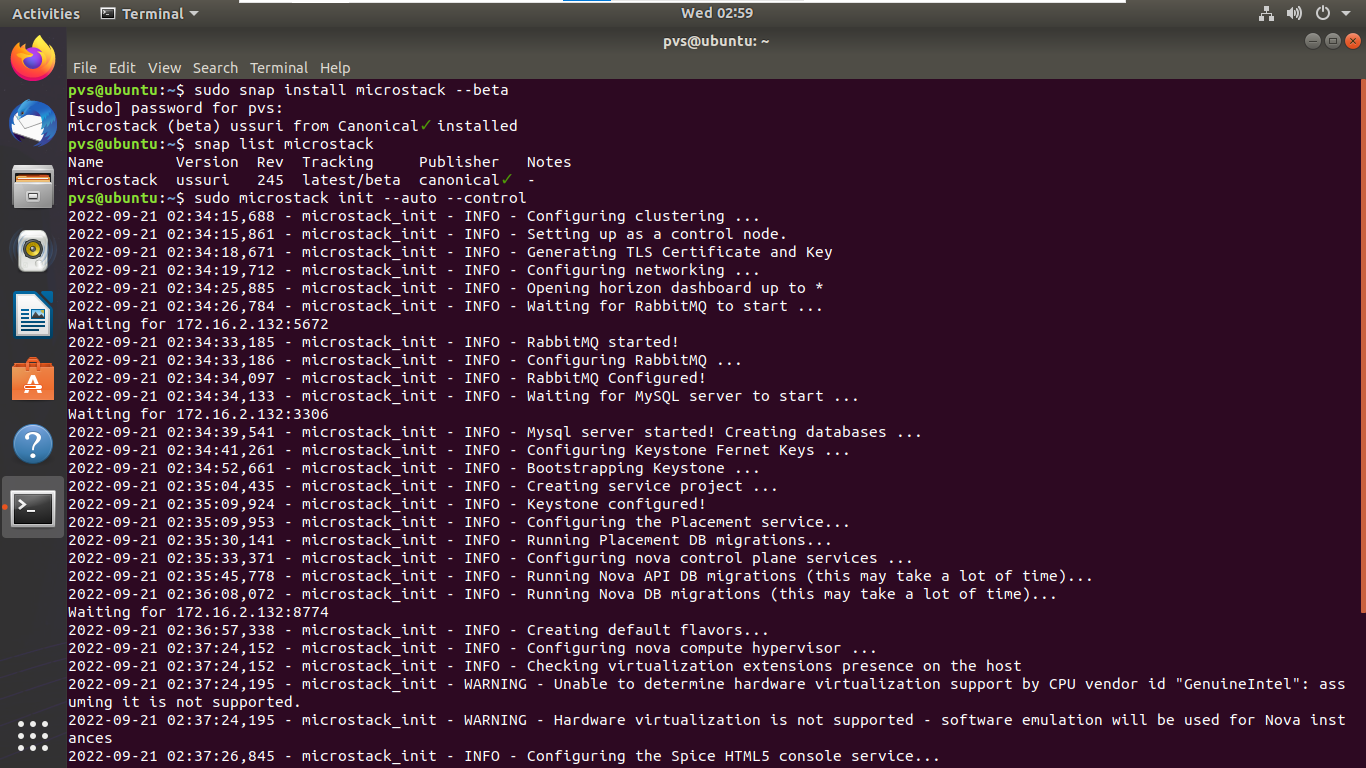 Activities
Terminal
Wed 02:59
pvs@ubuntu: ~
File Edit View Search Terminal Help
pvs@ubuntu:~$ sudo snap install microstack --beta
[sudo] password for pvs:
microstack (beta) ussuri from Canonical✓ installed
pvs@ubuntu:~$ snap list microstack
Name        Version  Rev  Tracking     Publisher   Notes
microstack  ussuri   245  latest/beta  canonical✓  -
pvs@ubuntu:~$ sudo microstack init --auto --control
2022-09-21 02:34:15,688 - microstack_init - INFO - Configuring clustering ...
2022-09-21 02:34:15,861 - microstack_init - INFO - Setting up as a control node.
2022-09-21 02:34:18,671 - microstack_init - INFO - Generating TLS Certificate and Key
2022-09-21 02:34:19,712 - microstack_init - INFO - Configuring networking ...
2022-09-21 02:34:25,885 - microstack_init - INFO - Opening horizon dashboard up to *
2022-09-21 02:34:26,784 - microstack_init - INFO - Waiting for RabbitMQ to start ...
Waiting for 172.16.2.132:5672
2022-09-21 02:34:33,185 - microstack_init - INFO - RabbitMQ started!
2022-09-21 02:34:33,186 - microstack_init - INFO - Configuring RabbitMQ ...
2022-09-21 02:34:34,097 - microstack_init - INFO - RabbitMQ Configured!
2022-09-21 02:34:34,133 - microstack_init - INFO - Waiting for MySQL server to start ...
Waiting for 172.16.2.132:3306
2022-09-21 02:34:39,541 - microstack_init - INFO - Mysql server started! Creating databases ...
2022-09-21 02:34:41,261 - microstack_init - INFO - Configuring Keystone Fernet Keys ...
2022-09-21 02:34:52,661 - microstack_init - INFO - Bootstrapping Keystone ...
2022-09-21 02:35:04,435 - microstack_init - INFO - Creating service project ...
2022-09-21 02:35:09,924 - microstack_init - INFO - Keystone configured!
2022-09-21 02:35:09,953 - microstack_init - INFO - Configuring the Placement service...
2022-09-21 02:35:30,141 - microstack_init - INFO - Running Placement DB migrations...
2022-09-21 02:35:33,371 - microstack_init - INFO - Configuring nova control plane services ...
2022-09-21 02:35:45,778 - microstack_init - INFO - Running Nova API DB migrations (this may take a lot of time)...
2022-09-21 02:36:08,072 - microstack_init - INFO - Running Nova DB migrations (this may take a lot of time)...
Waiting for 172.16.2.132:8774
2022-09-21 02:36:57,338 - microstack_init - INFO - Creating default flavors...
2022-09-21 02:37:24,152 - microstack_init - INFO - Configuring nova compute hypervisor ...
2022-09-21 02:37:24,152 - microstack_init - INFO - Checking virtualization extensions presence on the host
2022-09-21 02:37:24,195 - microstack_init - WARNING - Unable to determine hardware virtualization support by CPU vendor id "GenuineIntel": ass
uming it is not supported.
2022-09-21 02:37:24,195 - microstack_init - WARNING - Hardware virtualization is not supported - software emulation will be used for Nova inst
ances
2022-09-21 02:37:26,845 - microstack_init - INFO - Configuring the Spice HTML5 console service...